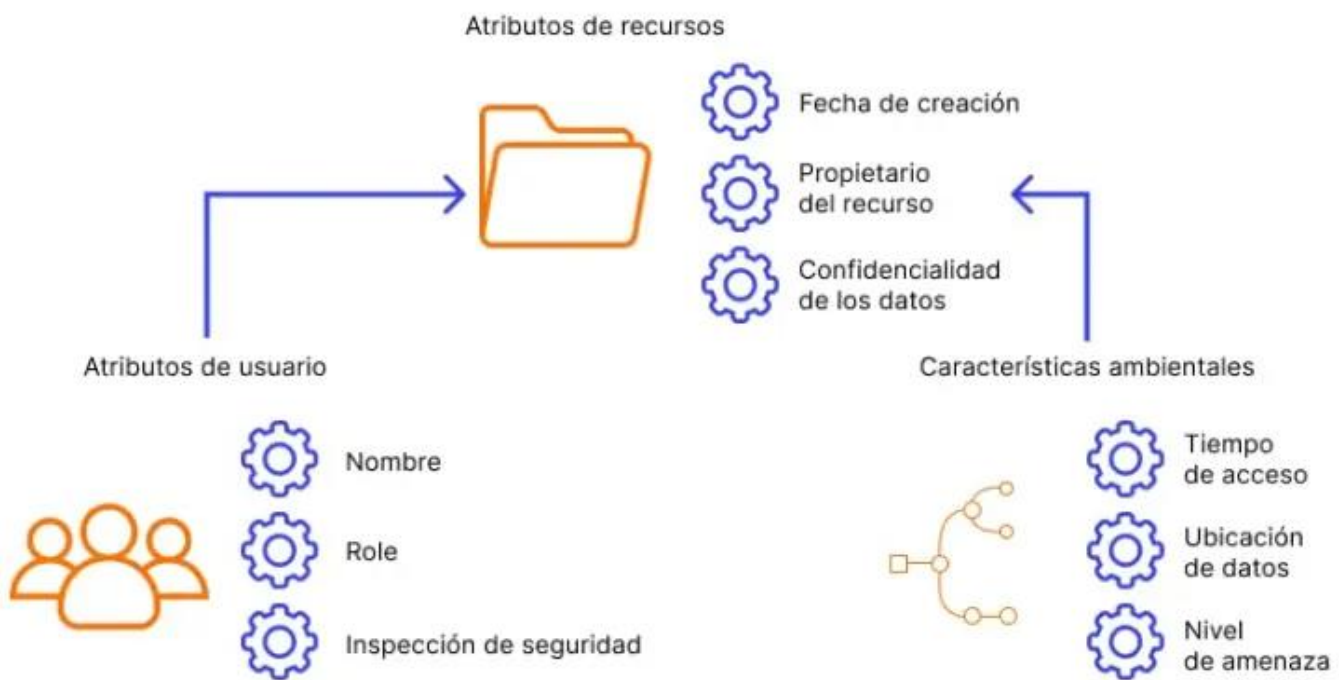 Atributos de recursos
Fecha de creación
Propietario
del recurso
Confidencialidad
de los datos
Atributos de usuario
Nombre
Role
Inspección de seguridad
Característícas ambientales
Tiempo
de acceso
Ubicación
de datos
Nivel
de amenaza